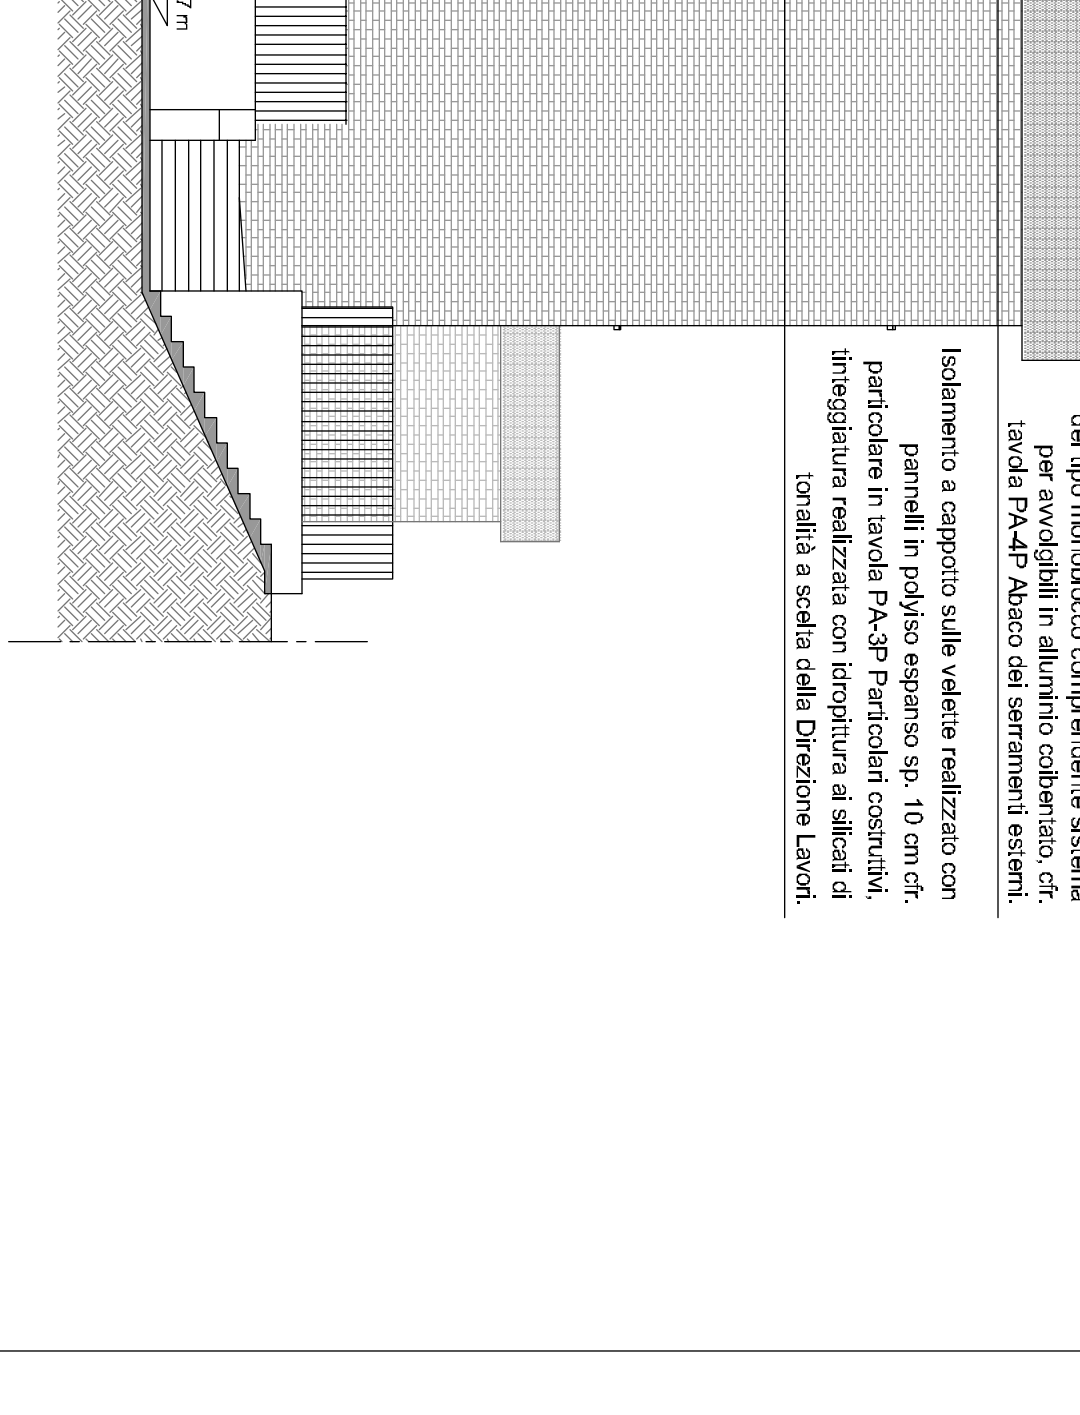 per avvolgibili in alluminio coibentato, cfr.
tavola PA-4P Abaco dei serramenti esterni.
Isolamento a cappotto sulle velette realizzato con
pannelli in polyiso espanso sp. 10 cm cfr.
particolare in tavola PA-3P Particolari costruttivi,
tinteggiatura realizzata con idropittura ai silicati di
tonalità a scelta della Direzione Lavori.
7 m